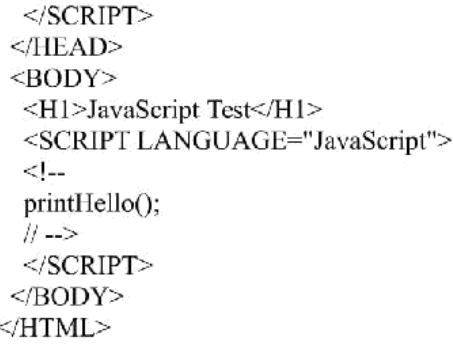 </SCRIPT>
</HEAD>
<BODY>
<H1>JavaScript Test</H1>
<SCRIPT LANGUAGE="JavaScript">
<!--
printHello();
// -->
</SCRIPT>
</BODY>
</HTML>